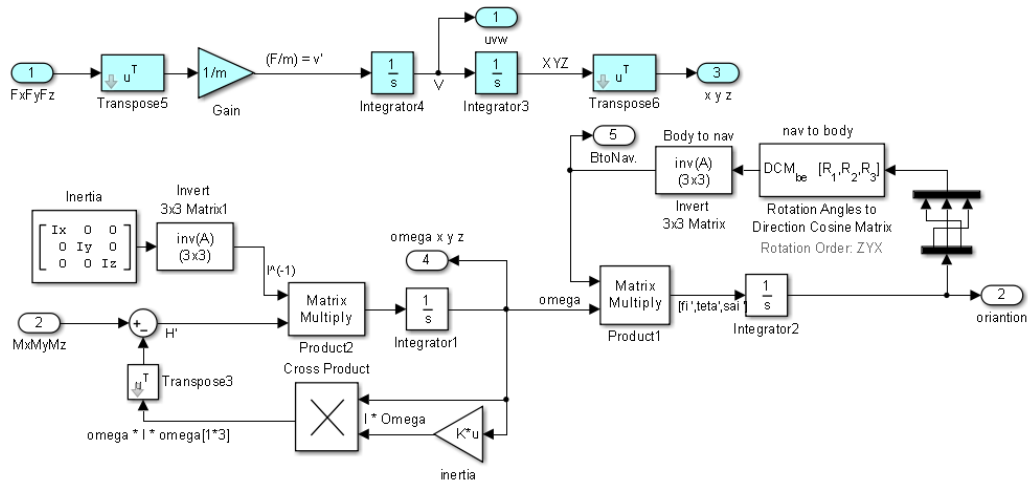 1
uvw
(F/m) = v'
1
FxFyFz
u^T
Transpose5
1/m
Gain
1
s
Integrator4
V
1
s
Integrator3
XYZ
u^T
Transpose6
3
x y z
5
BtoNav.
Body to nav
inv(A)
(3x3)
Invert
3x3 Matrix
nav to body
DCM_be [R_1,R_2,R_3]
Rotation Angles to
Direction Cosine Matrix
Rotation Order: ZYX
Inertia
Ix 0 0
0 Iy 0
0 0 Iz
Invert
3x3 Matrix1
inv(A)
(3x3)
I^(-1)
omega x y z
4
2
MxMyMz
+
−
H'
Matrix
Multiply
Product2
1
s
Integrator1
omega
Matrix
Multiply
Product1
[fi ',teta',sai '
1
s
Integrator2
2
oriantion
u^T
Transpose3
Cross Product
I * Omega
K*u
inertia
omega * I * omega[1*3]